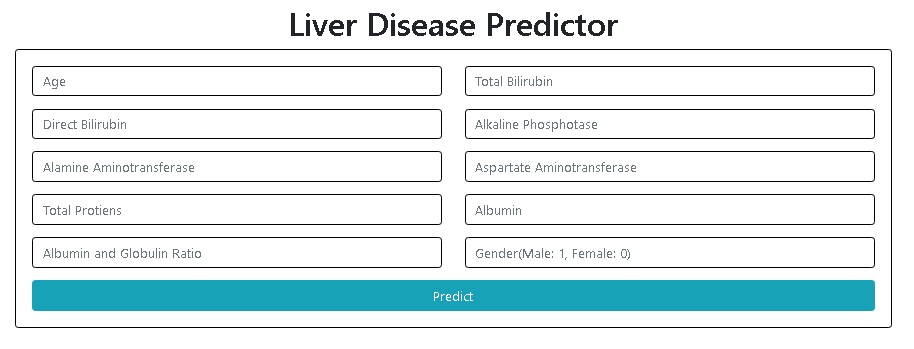 Liver Disease Predictor
Age
Total Bilirubin
Direct Bilirubin
Alkaline Phosphotase
Alamine Aminotransferase
Aspartate Aminotransferase
Total Protiens
Albumin
Albumin and Globulin Ratio
Gender(Male: 1, Female: 0)
Predict